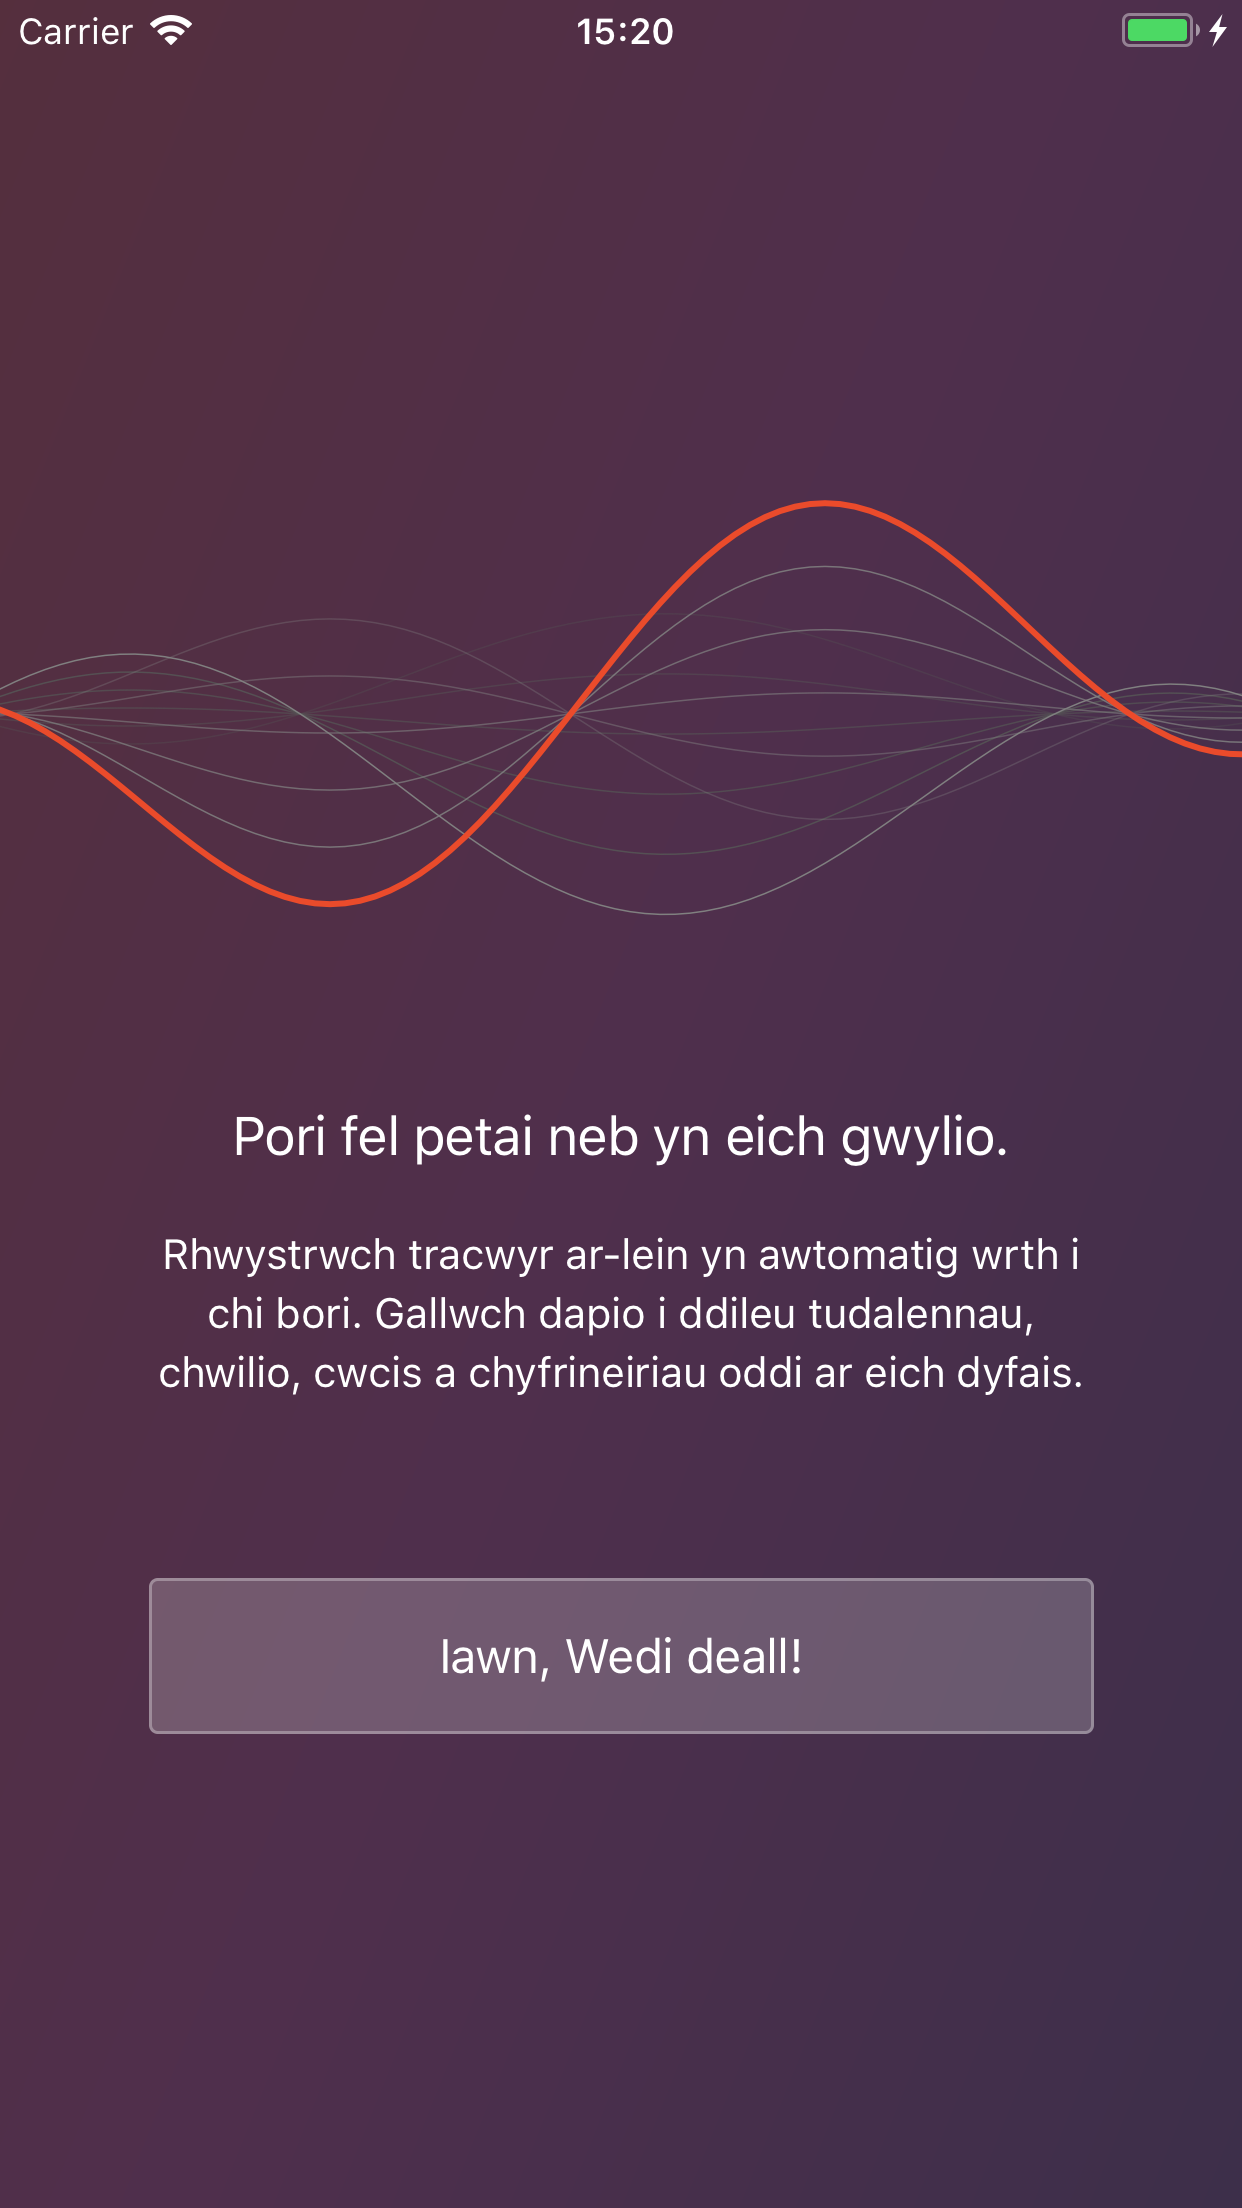 Carrier
15:20
Pori fel petai neb yn eich gwylio.
Rhwystrwch tracwyr ar-lein yn awtomatig wrth i
chi bori. Gallwch dapio i ddileu tudalennau,
chwilio, cwcis a chyfrineiriau oddi ar eich dyfais.
Iawn, Wedi deall!